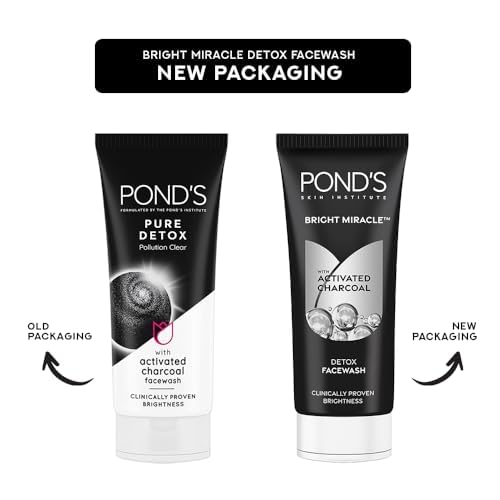 BRIGHT MIRACLE DETOX FACEWASH
NEW PACKAGING
POND'S
FORMULATED BY THE POND'S INSTITUTE
PURE
DETOX
Pollution Clear
with
activated
charcoal
facewash
CLINICALLY PROVEN
BRIGHTNESS
OLD
PACKAGING
POND'S
SKIN INSTITUTE
BRIGHT MIRACLE™
WITH
ACTIVATED
CHARCOAL
DETOX
FACEWASH
CLINICALLY PROVEN
BRIGHTNESS
NEW
PACKAGING